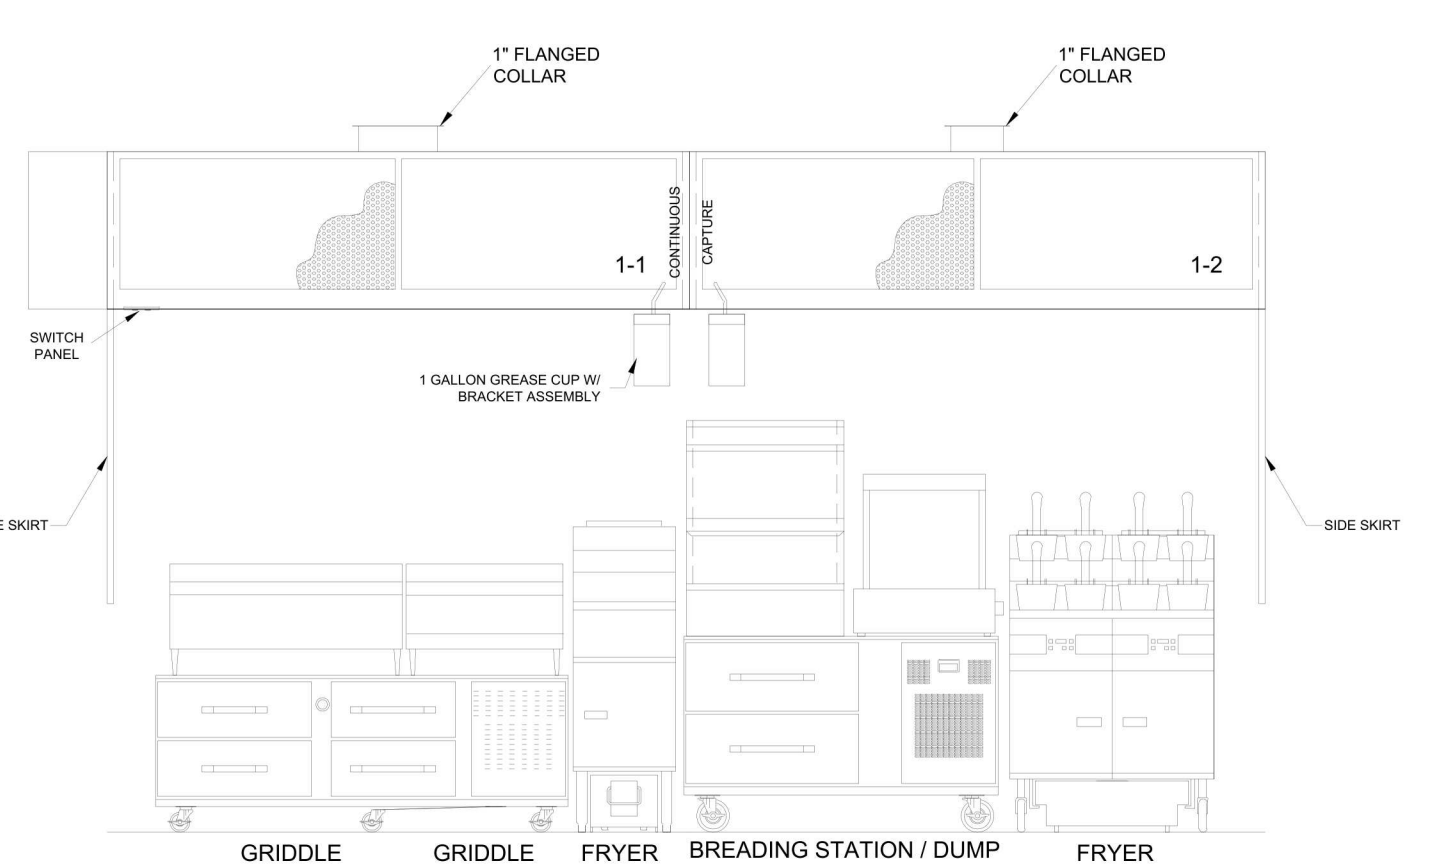 1" FLANGED
COLLAR
1" FLANGED
COLLAR
CONTINUOUS
CAPTURE
1-1
1-2
SWITCH
PANEL
1 GALLON GREASE CUP W/
BRACKET ASSEMBLY
E SKIRT
SIDE SKIRT
GRIDDLE
GRIDDLE
FRYER
BREADING STATION / DUMP
FRYER